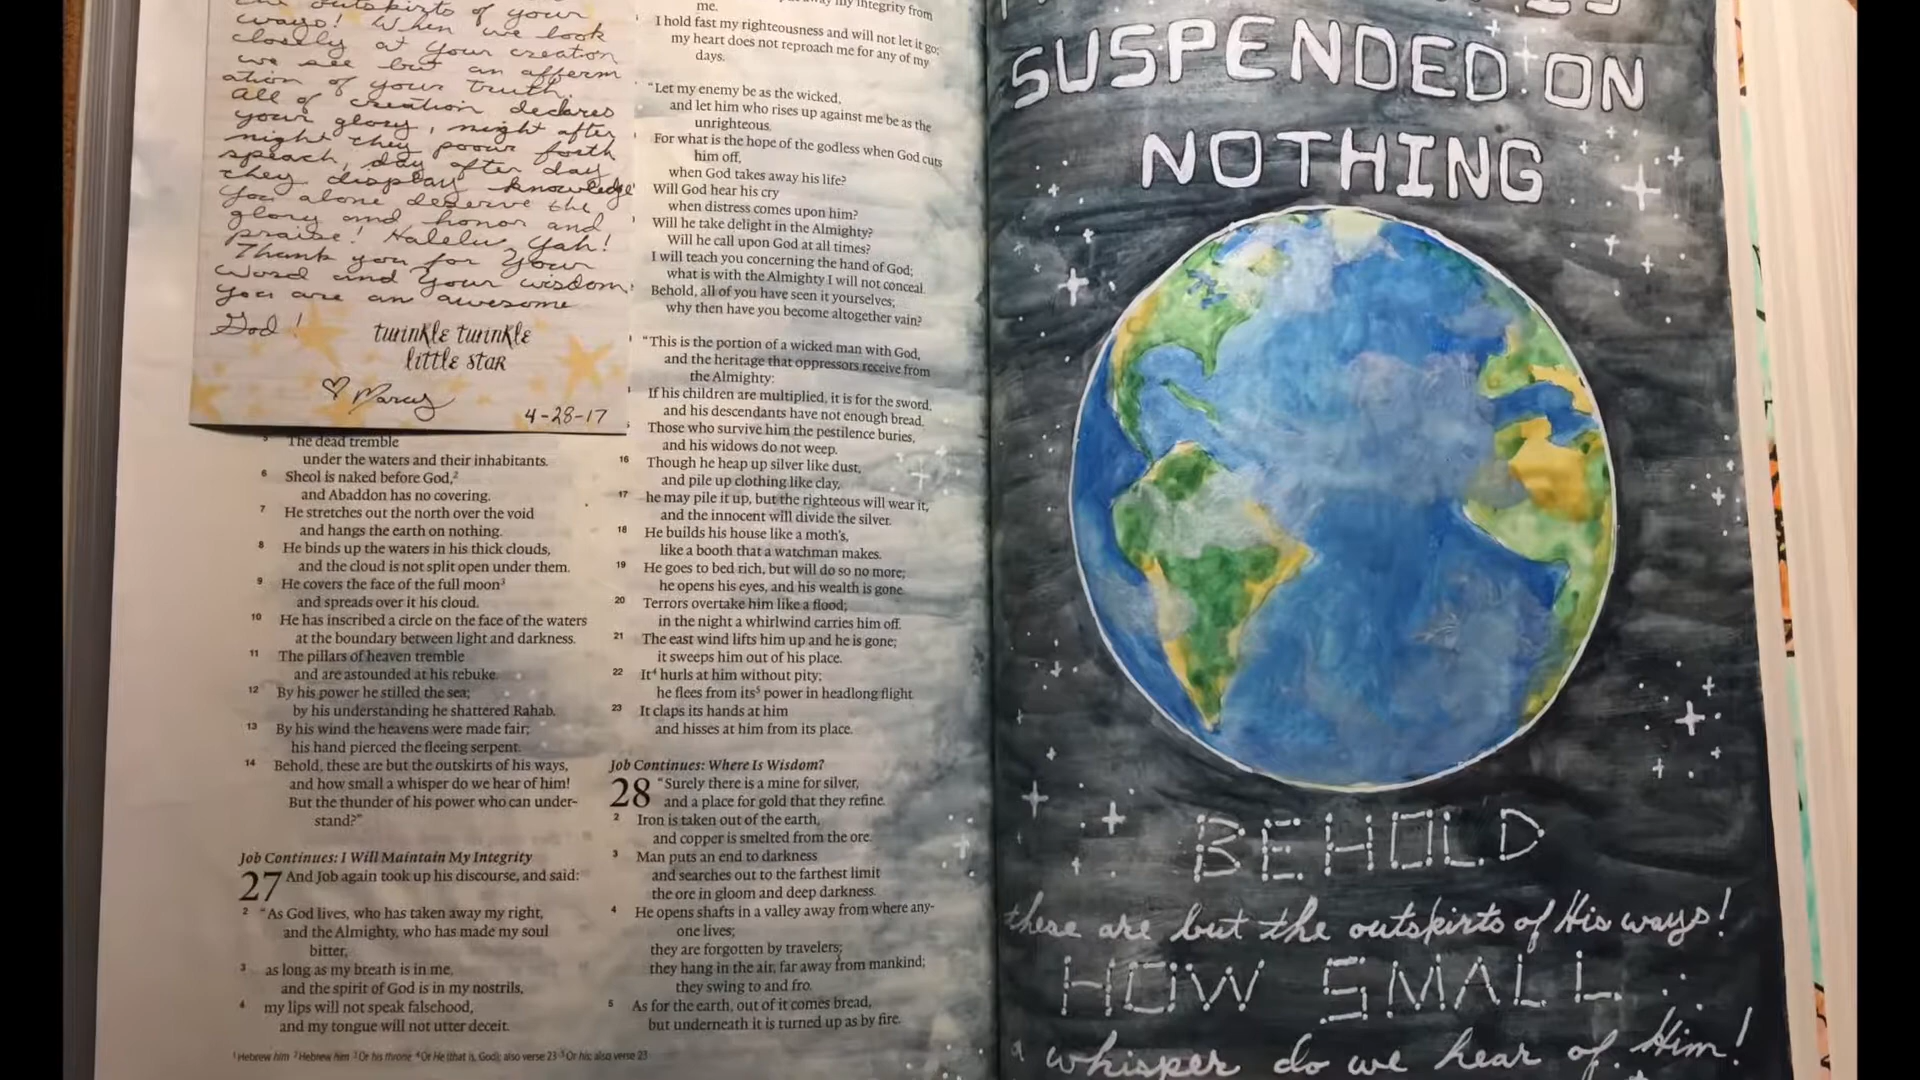 the outskirts of your
ways! When we look
closely at your creation
we see but an afferm
ation of your truth.
All of creation declares
your glory, night after
night they poour forth
speach, day after day
they display knowledge
You alone deserve the
glory and honor and
praise! Halelu Yah!
Thank you for Your
Word and Your wisdom
You are an awesome
God!
twinkle twinkle
little star
♡ Marcy
4-28-17
The dead tremble
under the waters and their inhabitants.
6 Sheol is naked before God,2
and Abaddon has no covering.
7 He stretches out the north over the void
and hangs the earth on nothing.
8 He binds up the waters in his thick clouds,
and the cloud is not split open under them.
9 He covers the face of the full moon3
and spreads over it his cloud.
10 He has inscribed a circle on the face of the waters
at the boundary between light and darkness.
11 The pillars of heaven tremble
and are astounded at his rebuke.
12 By his power he stilled the sea;
by his understanding he shattered Rahab.
13 By his wind the heavens were made fair;
his hand pierced the fleeing serpent.
14 Behold, these are but the outskirts of his ways,
and how small a whisper do we hear of him!
But the thunder of his power who can under-
stand?"
Job Continues: I Will Maintain My Integrity
27 And Job again took up his discourse, and said:
2 "As God lives, who has taken away my right,
and the Almighty, who has made my soul
bitter,
3 as long as my breath is in me,
and the spirit of God is in my nostrils,
4 my lips will not speak falsehood,
and my tongue will not utter deceit.
1 Hebrew him 2 Hebrew him 3 Or his throne 4 Or He (that is, God); also verse 23 5 Or his; also verse 23
my integrity from
me.
I hold fast my righteousness and will not let it go;
my heart does not reproach me for any of my
days.
"Let my enemy be as the wicked,
and let him who rises up against me be as the
unrighteous.
For what is the hope of the godless when God cuts
him off,
when God takes away his life?
Will God hear his cry
when distress comes upon him?
Will he take delight in the Almighty?
Will he call upon God at all times?
I will teach you concerning the hand of God;
what is with the Almighty I will not conceal.
Behold, all of you have seen it yourselves;
why then have you become altogether vain?
"This is the portion of a wicked man with God,
and the heritage that oppressors receive from
the Almighty:
If his children are multiplied, it is for the sword,
and his descendants have not enough bread.
Those who survive him the pestilence buries,
and his widows do not weep.
16 Though he heap up silver like dust,
and pile up clothing like clay,
17 he may pile it up, but the righteous will wear it,
and the innocent will divide the silver.
18 He builds his house like a moth's,
like a booth that a watchman makes.
19 He goes to bed rich, but will do so no more;
he opens his eyes, and his wealth is gone.
20 Terrors overtake him like a flood;
in the night a whirlwind carries him off.
21 The east wind lifts him up and he is gone;
it sweeps him out of his place.
22 It4 hurls at him without pity;
he flees from its5 power in headlong flight.
23 It claps its hands at him
and hisses at him from its place.
Job Continues: Where Is Wisdom?
28 "Surely there is a mine for silver,
and a place for gold that they refine.
2 Iron is taken out of the earth,
and copper is smelted from the ore.
3 Man puts an end to darkness
and searches out to the farthest limit
the ore in gloom and deep darkness.
4 He opens shafts in a valley away from where any-
one lives;
they are forgotten by travelers;
they hang in the air, far away from mankind;
they swing to and fro.
5 As for the earth, out of it comes bread,
but underneath it is turned up as by fire.
SUSPENDED ON
NOTHING
BEHOLD
these are but the outskirts of His ways!
HOW SMALL
a whisper do we hear of Him!